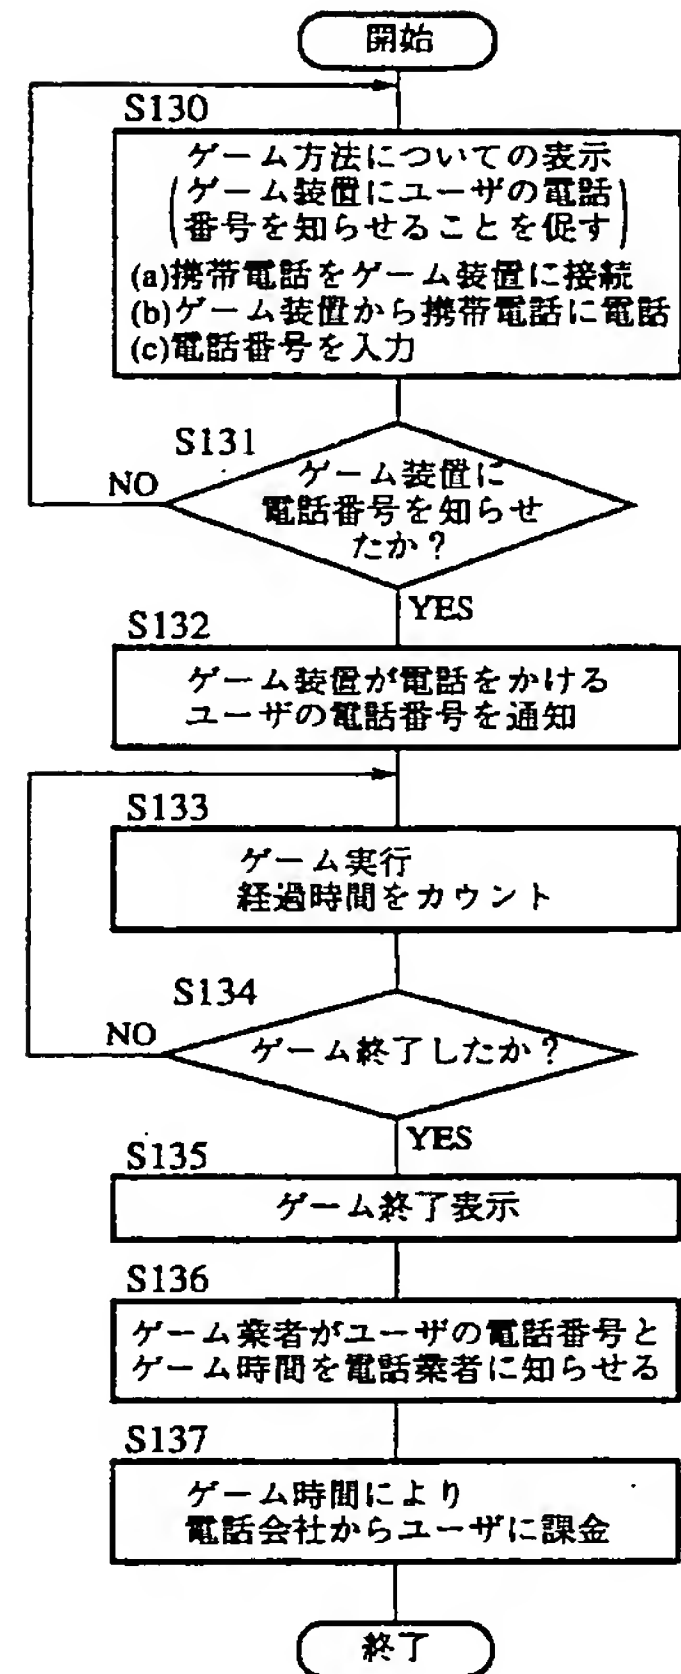 開始
S130
ゲーム方法についての表示
(ゲーム装置にユーザの電話
番号を知らせることを促す)
(a)携帯電話をゲーム装置に接続
(b)ゲーム装置から携帯電話に電話
(c)電話番号を入力
S131
ゲーム装置に
電話番号を知らせ
たか？
NO
YES
S132
ゲーム装置が電話をかける
ユーザの電話番号を通知
S133
ゲーム実行
経過時間をカウント
S134
ゲーム終了したか？
NO
YES
S135
ゲーム終了表示
S136
ゲーム業者がユーザの電話番号と
ゲーム時間を電話業者に知らせる
S137
ゲーム時間により
電話会社からユーザに課金
終了